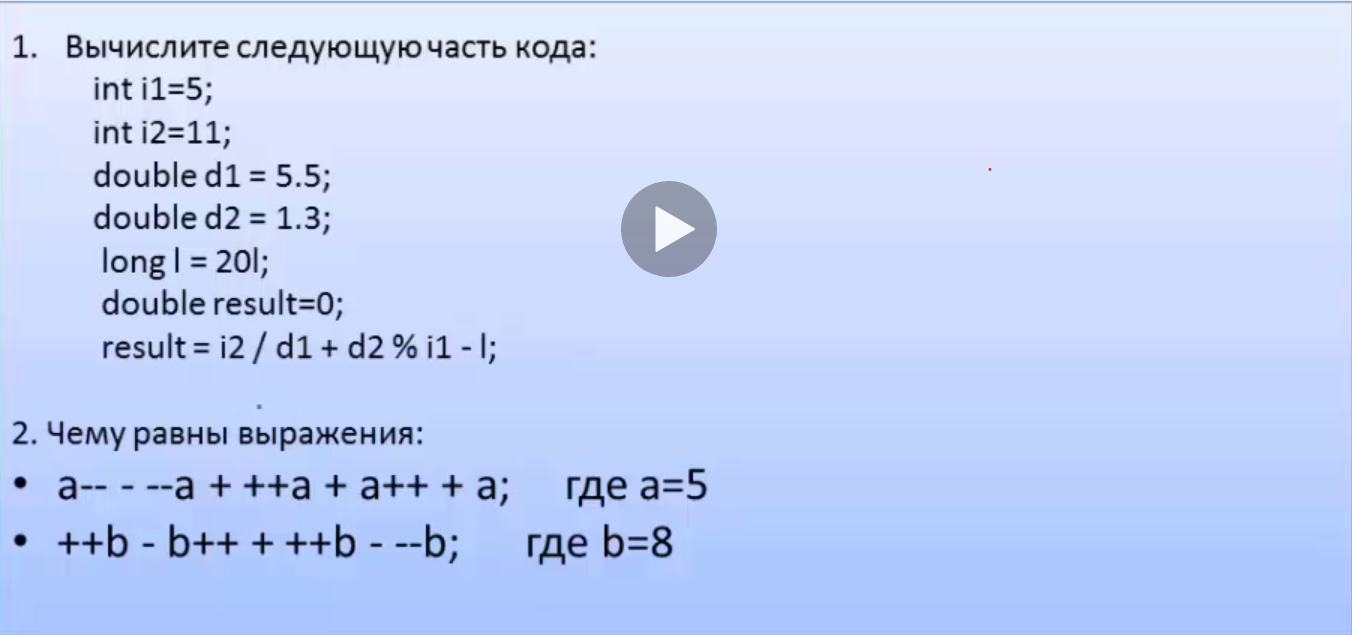 1. Вычислите следующую часть кода:
int i1=5;
int i2=11;
double d1 = 5.5;
double d2 = 1.3;
long l = 20l;
double result=0;
result = i2 / d1 + d2 % i1 - l;
2. Чему равны выражения:
• a-- - --a + ++a + a++ + a; где a=5
• ++b - b++ + ++b - --b; где b=8